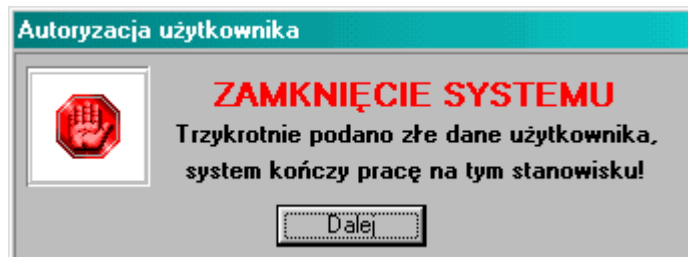 Autoryzacja użytkownika
ZAMKNIĘCIE SYSTEMU
Trzykrotnie podano złe dane użytkownika,
system kończy pracę na tym stanowisku!
Dalej